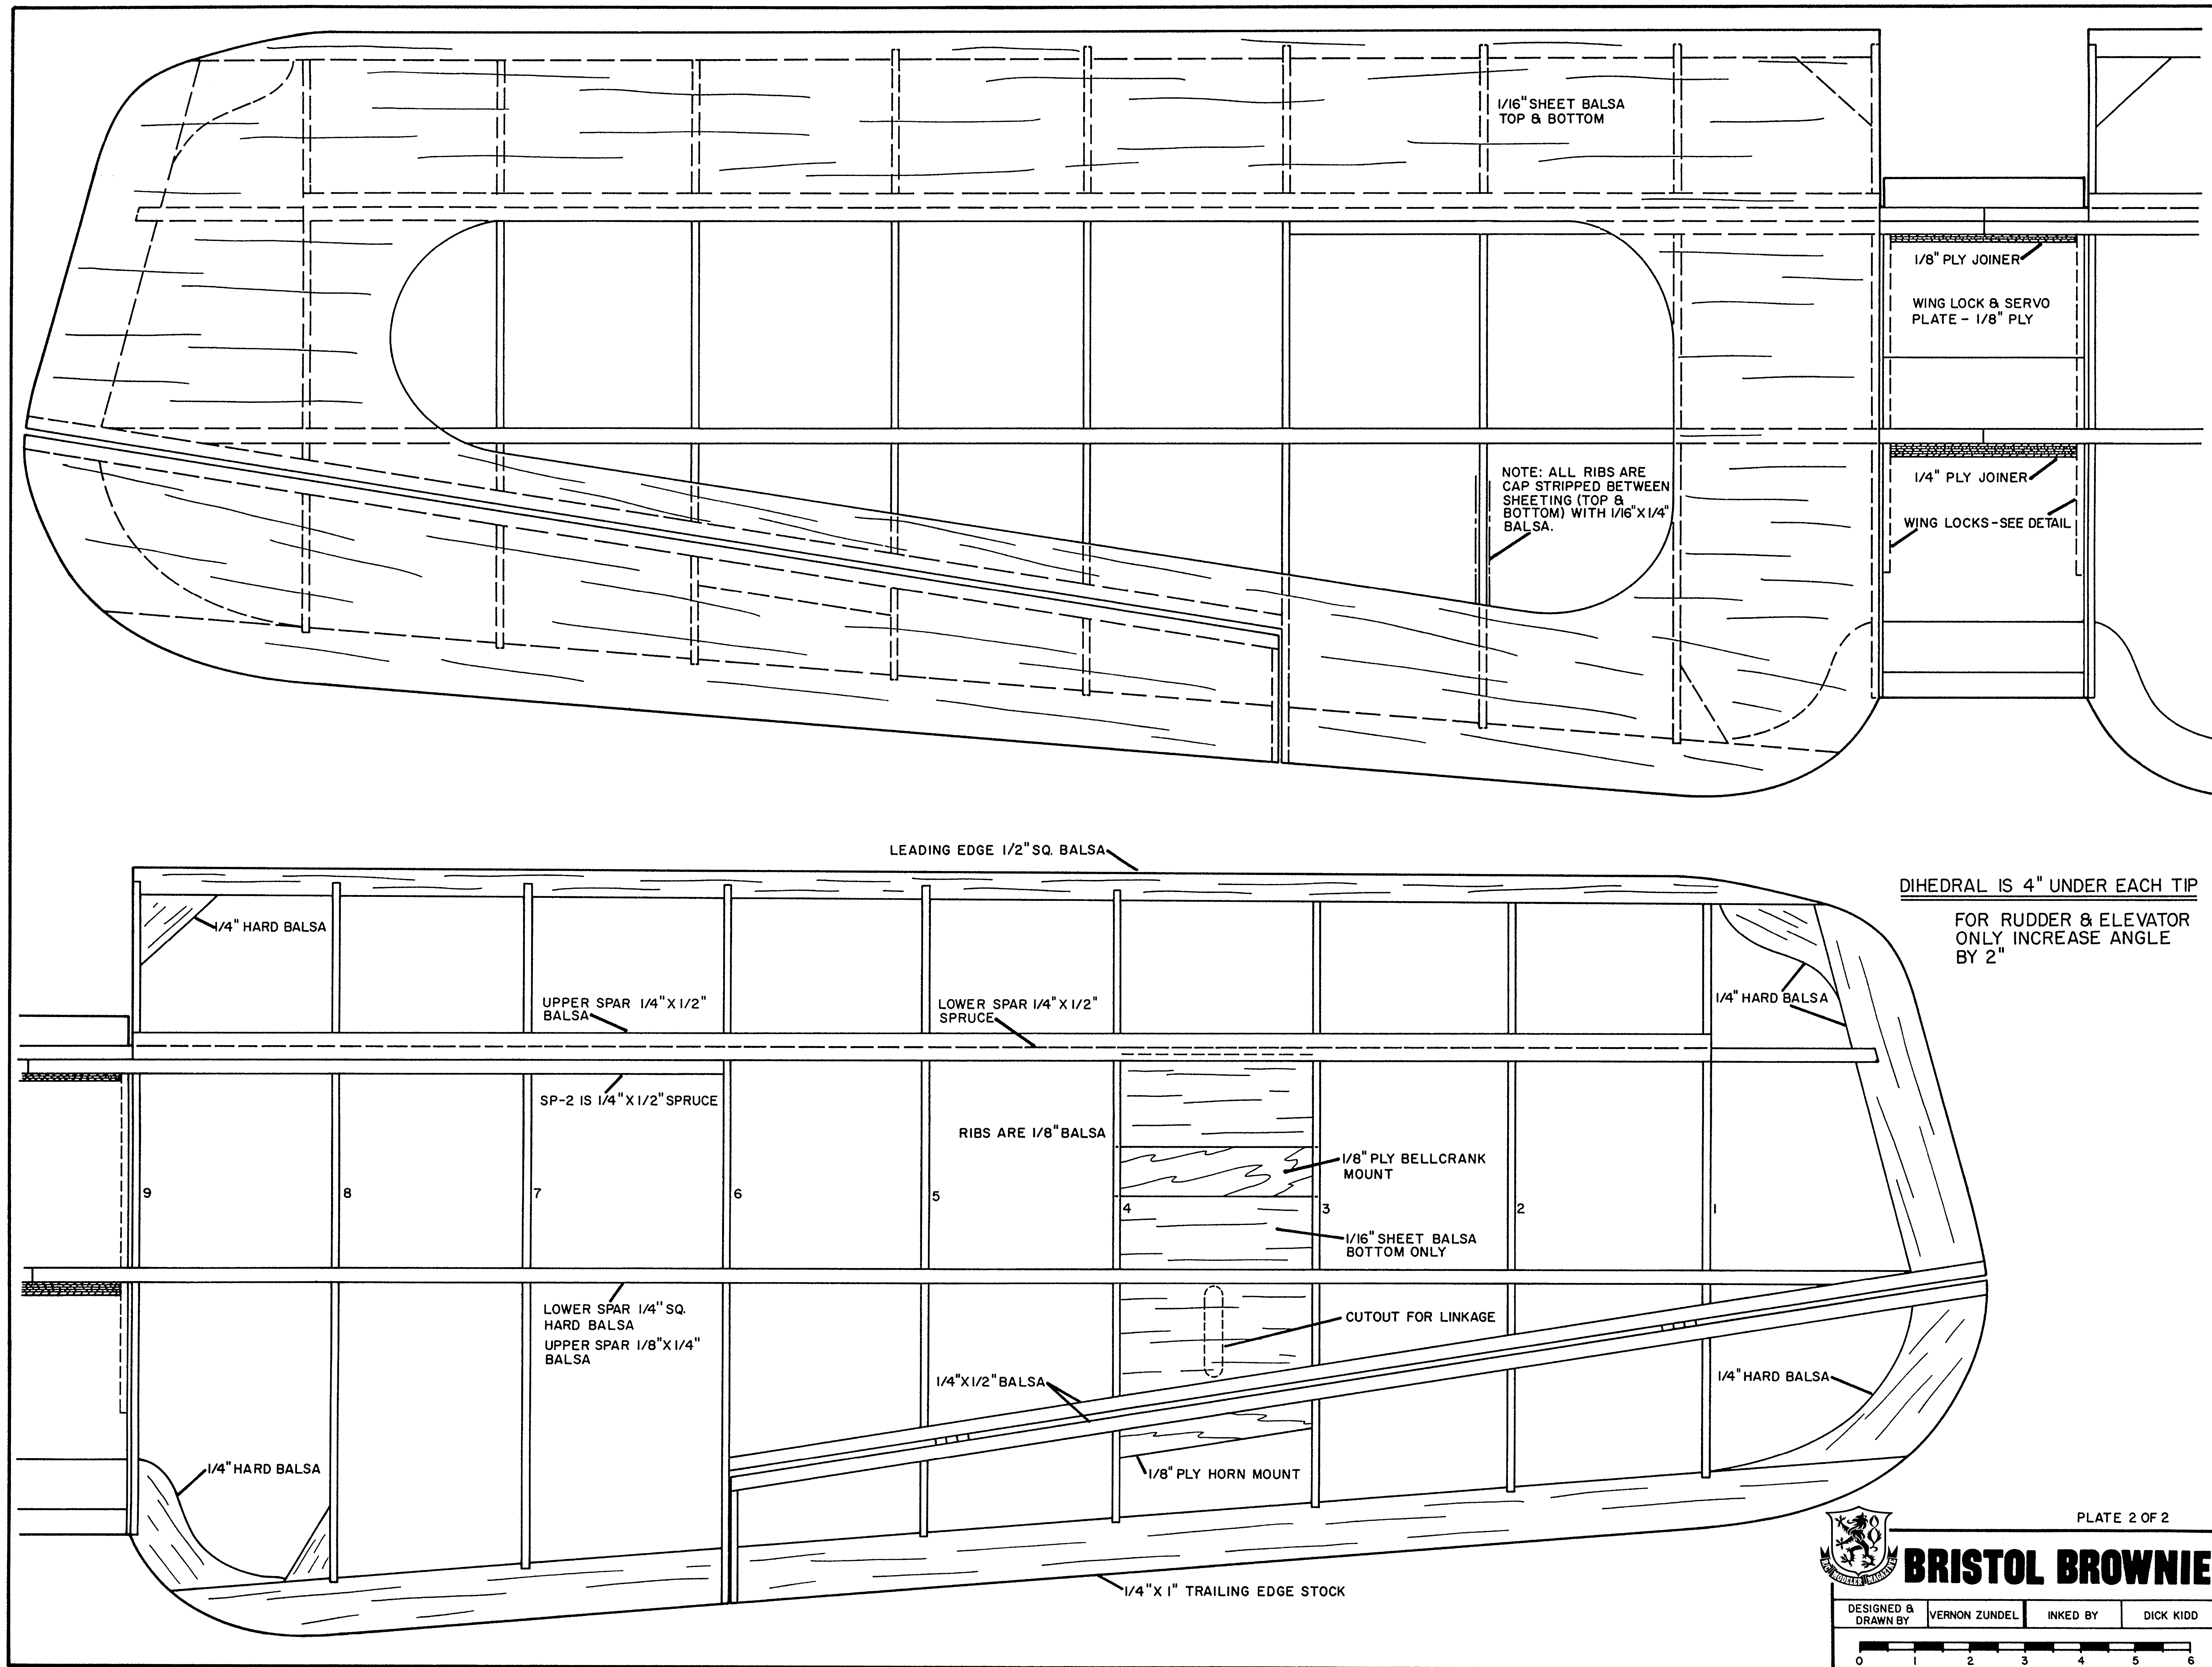 1/16" SHEET BALSA
TOP & BOTTOM
1/8" PLY JOINER
WING LOCK & SERVO
PLATE - 1/8" PLY
NOTE: ALL RIBS ARE
CAP STRIPPED BETWEEN
SHEETING (TOP &
BOTTOM) WITH 1/16"X 1/4"
BALSA.
1/4" PLY JOINER
WING LOCKS-SEE DETAIL
LEADING EDGE 1/2" SQ. BALSA
DIHEDRAL IS 4" UNDER EACH TIP
FOR RUDDER & ELEVATOR
ONLY INCREASE ANGLE
BY 2"
1/4" HARD BALSA
UPPER SPAR 1/4" X 1/2"
BALSA
LOWER SPAR 1/4" X 1/2"
SPRUCE
1/4" HARD BALSA
SP-2 IS 1/4" X 1/2" SPRUCE
RIBS ARE 1/8" BALSA
1/8" PLY BELLCRANK
MOUNT
9
8
7
6
5
4
3
2
1
1/16" SHEET BALSA
BOTTOM ONLY
LOWER SPAR 1/4" SQ.
HARD BALSA
UPPER SPAR 1/8"X 1/4"
BALSA
CUTOUT FOR LINKAGE
1/4"X 1/2" BALSA
1/4" HARD BALSA
1/4" HARD BALSA
1/8" PLY HORN MOUNT
1/4"X 1" TRAILING EDGE STOCK
PLATE 2 OF 2
MODELER MAGAZINE
BRISTOL BROWNIE
DESIGNED &
DRAWN BY
VERNON ZUNDEL
INKED BY
DICK KIDD
0 1 2 3 4 5 6